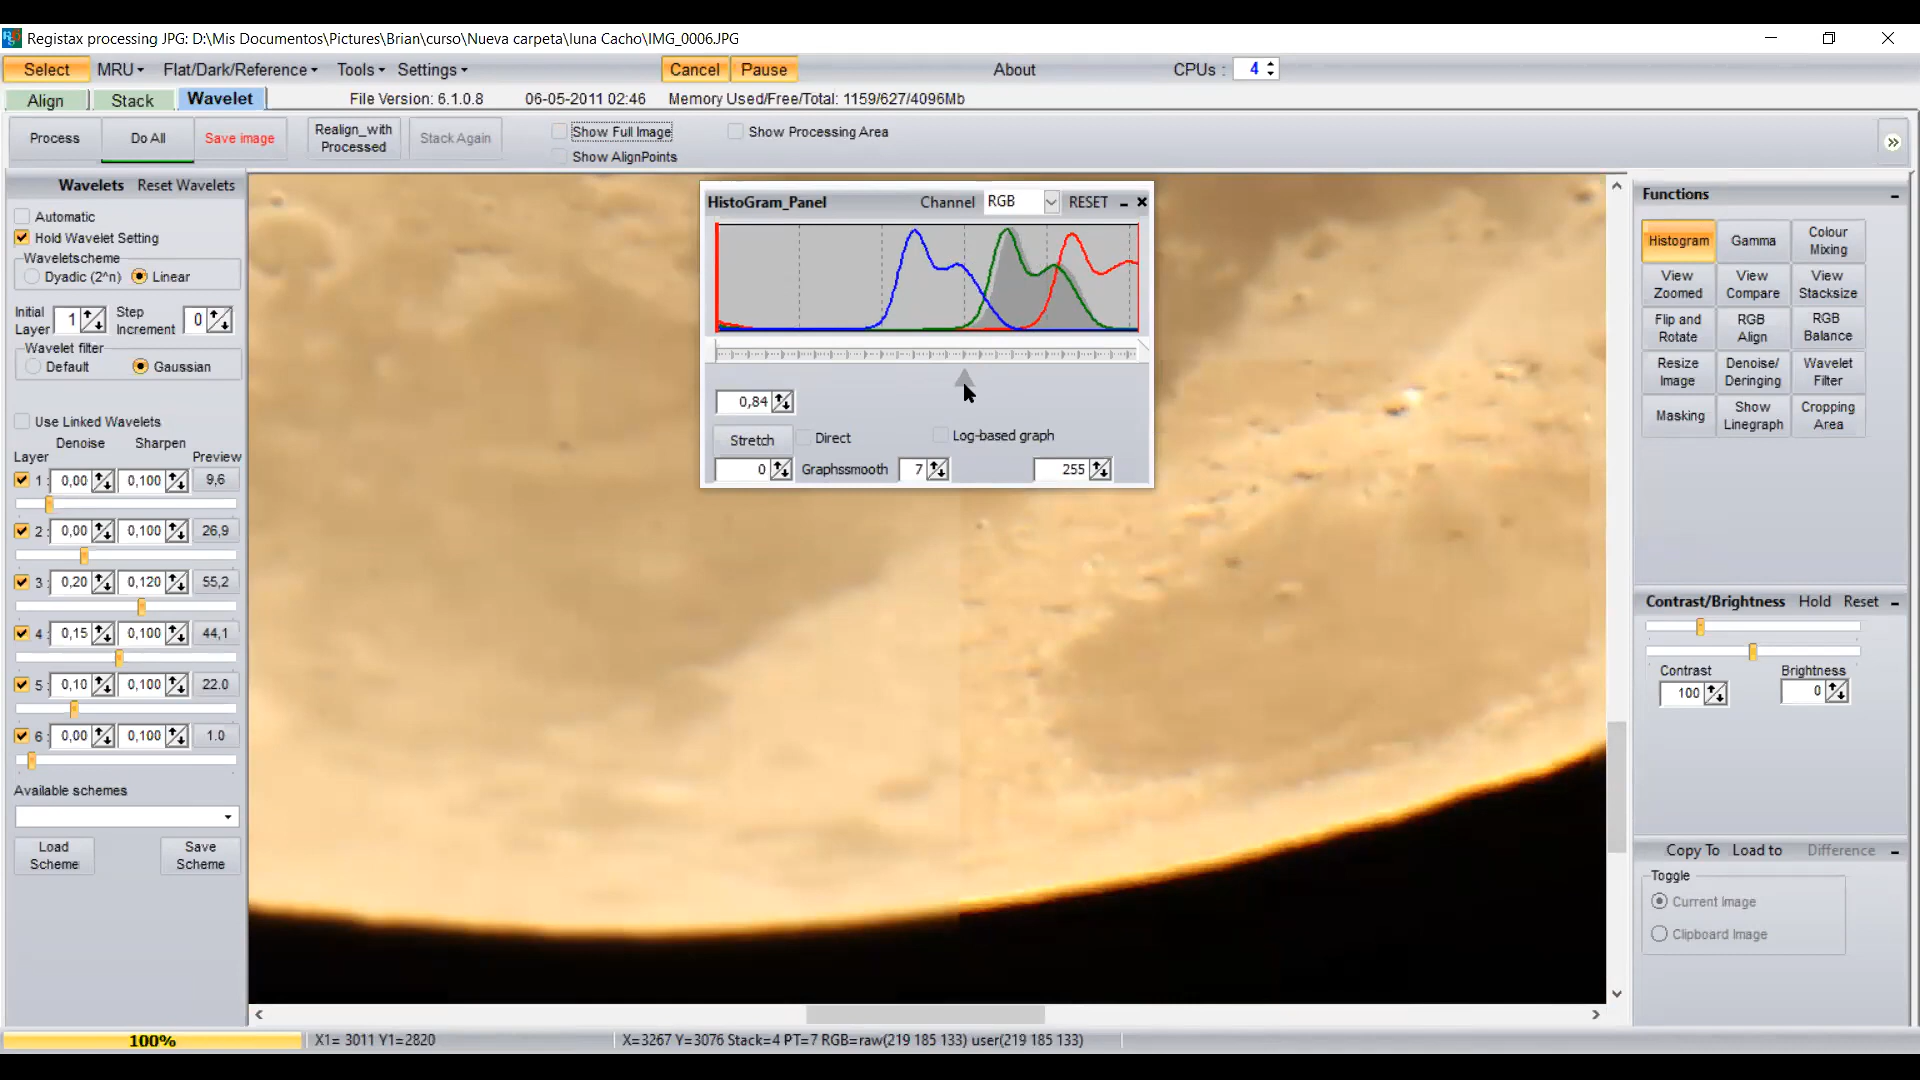 Registax processing JPG: D:\Mis Documentos\Pictures\Brian\curso\Nueva carpeta\luna Cacho\IMG_0006.JPG
Select MRU Flat/Dark/Reference Tools Settings Cancel Pause About CPUs : 4
Align Stack Wavelet File Version: 6.1.0.8 06-05-2011 02:46 Memory Used/Free/Total: 1159/627/4096Mb
Process Do All Save image Realign_with Processed Stack Again Show Full Image Show Processing Area
Show AlignPoints
Wavelets Reset Wavelets
Automatic
Hold Wavelet Setting
Waveletscheme
Dyadic (2^n) Linear
Initial Layer 1 Step Increment 0
Wavelet filter
Default Gaussian
Use Linked Wavelets
Denoise Sharpen
Layer Preview
1 : 0,00 0,100 9,6
2 : 0,00 0,100 26,9
3 : 0,20 0,120 55,2
4 : 0,15 0,100 44,1
5 : 0,10 0,100 22.0
6 : 0,00 0,100 1.0
Available schemes
Load Scheme Save Scheme
HistoGram_Panel Channel RGB RESET
0,84
Stretch Direct Log-based graph
0 Graphssmooth 7 255
Functions
Histogram Gamma Colour Mixing
View Zoomed View Compare View Stacksize
Flip and Rotate RGB Align RGB Balance
Resize Image Denoise/ Deringing Wavelet Filter
Masking Show Linegraph Cropping Area
Contrast/Brightness Hold Reset
Contrast Brightness
100 0
Copy To Load to Difference
Toggle
Current Image
Clipboard Image
100% X1= 3011 Y1=2820 X=3267 Y=3076 Stack=4 PT=7 RGB=raw(219 185 133) user(219 185 133)